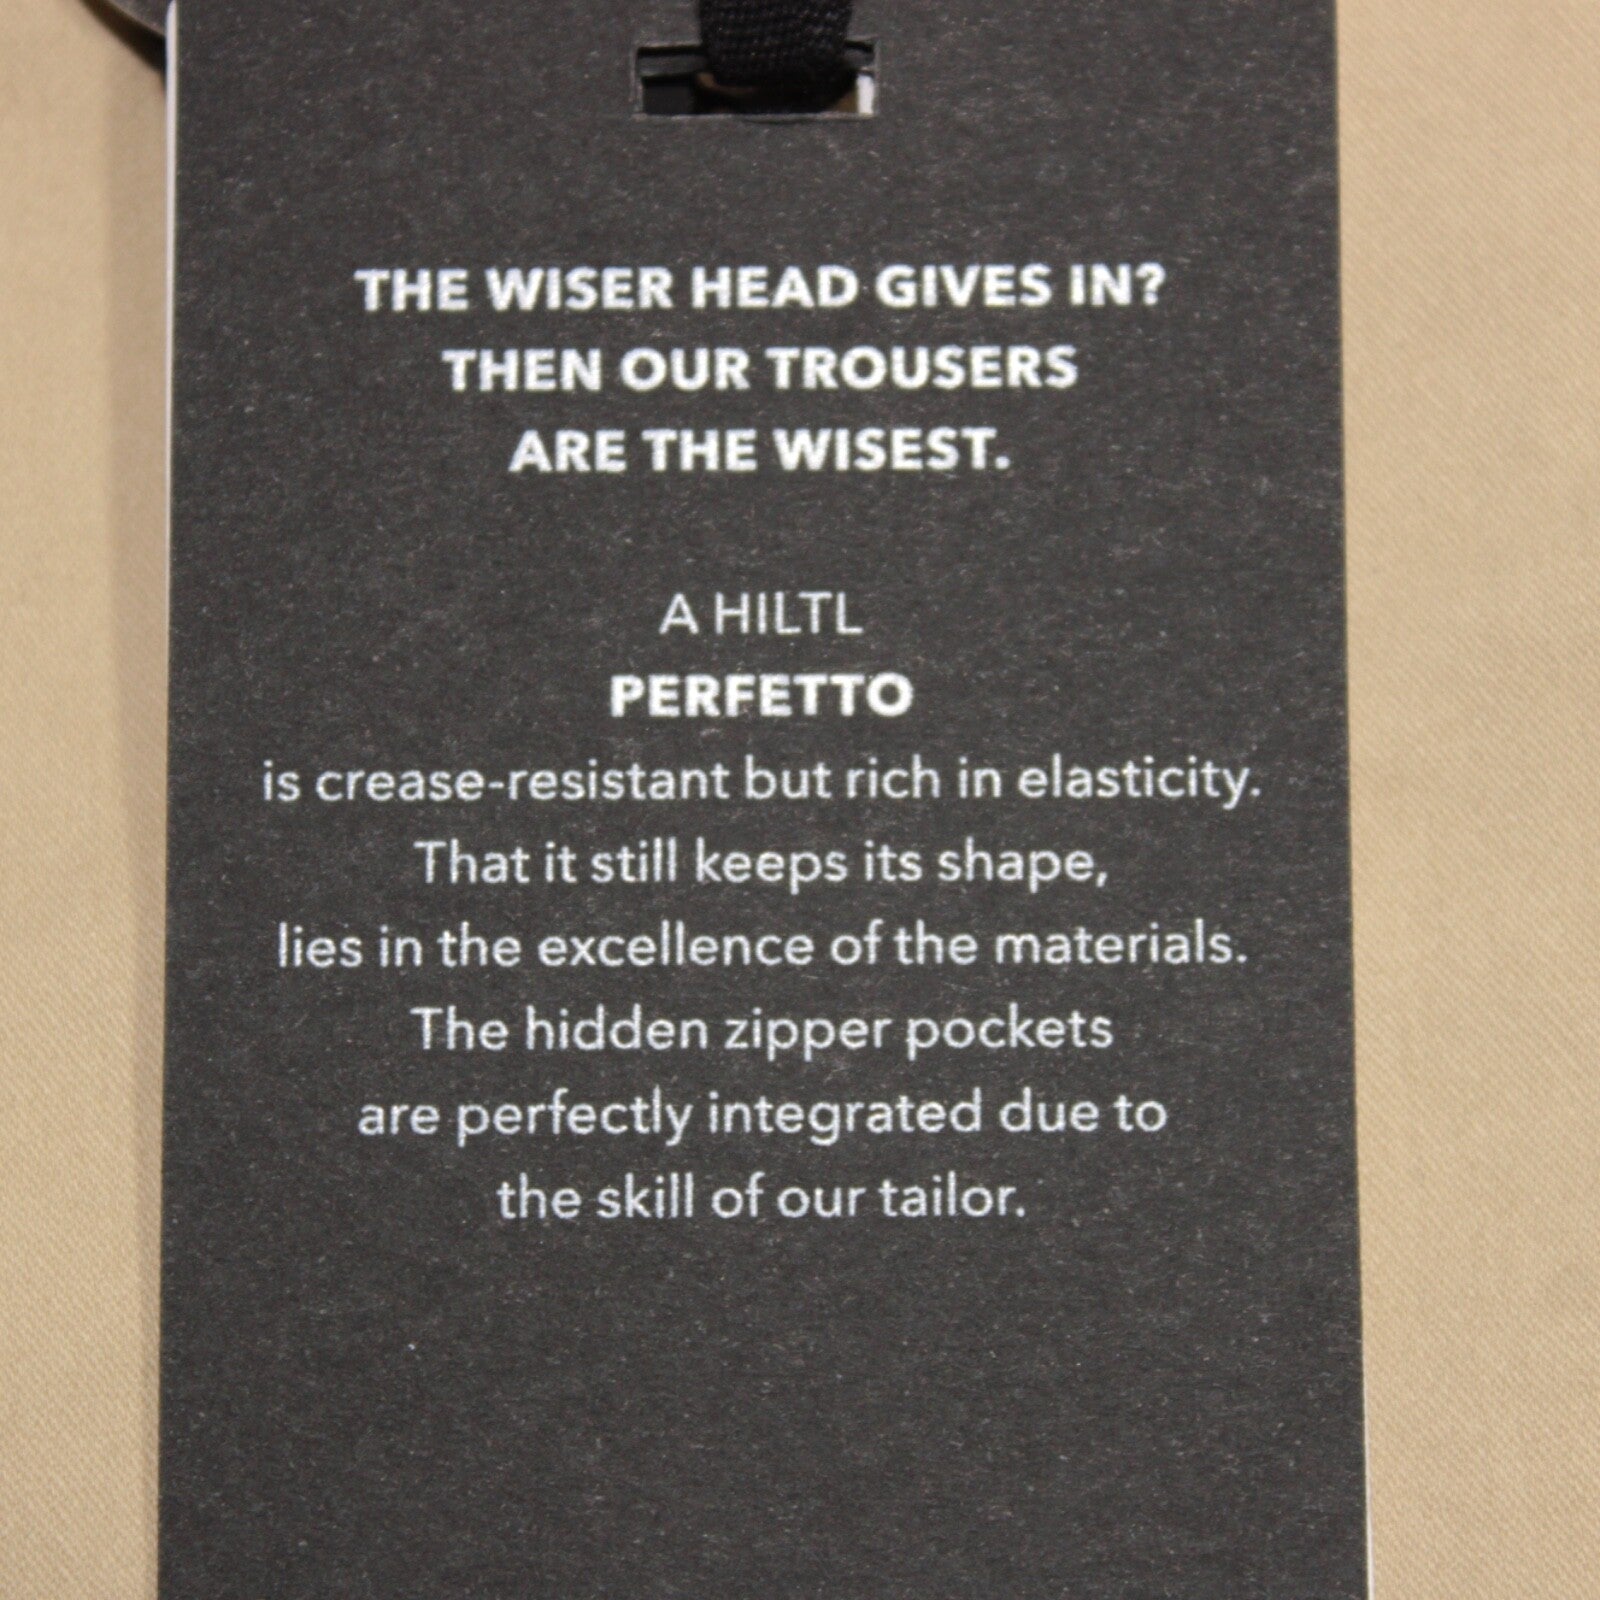 THE WISER HEAD GIVES IN?
THEN OUR TROUSERS
ARE THE WISEST.
A HILTL
PERFETTO
is crease-resistant but rich in elasticity.
That it still keeps its shape,
lies in the excellence of the materials.
The hidden zipper pockets
are perfectly integrated due to
the skill of our tailor.